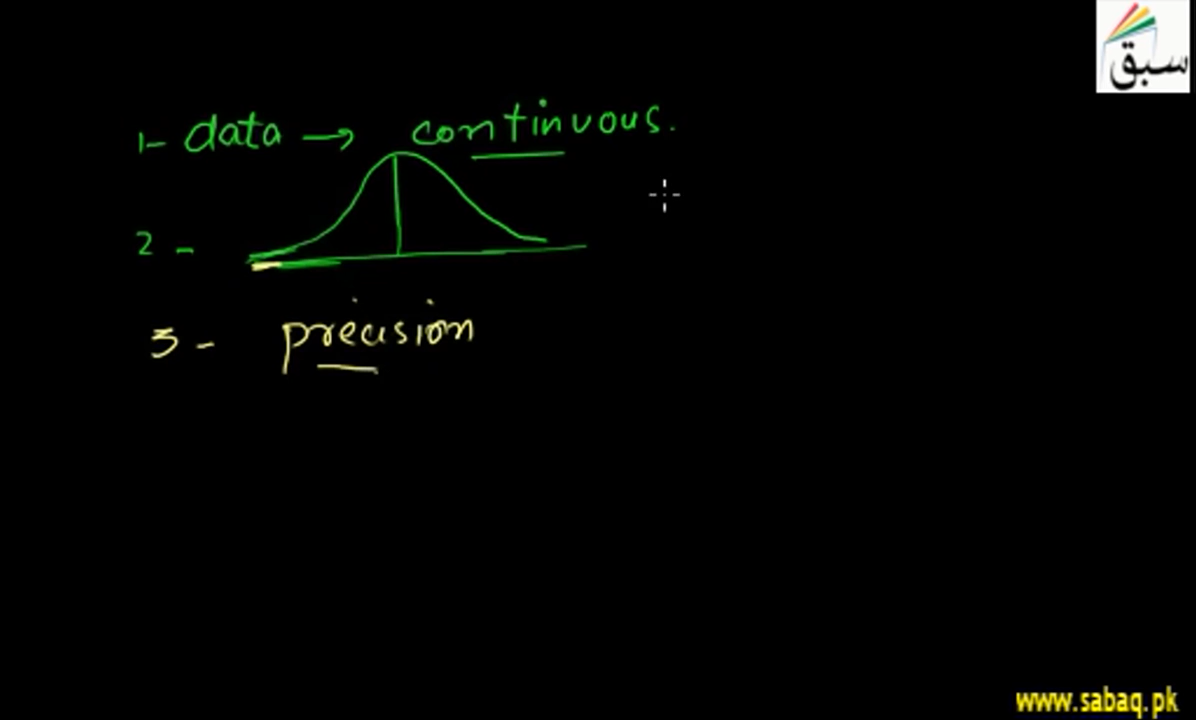 سبق
1- data → continuous.
2 -
3 - precision
www.sabaq.pk